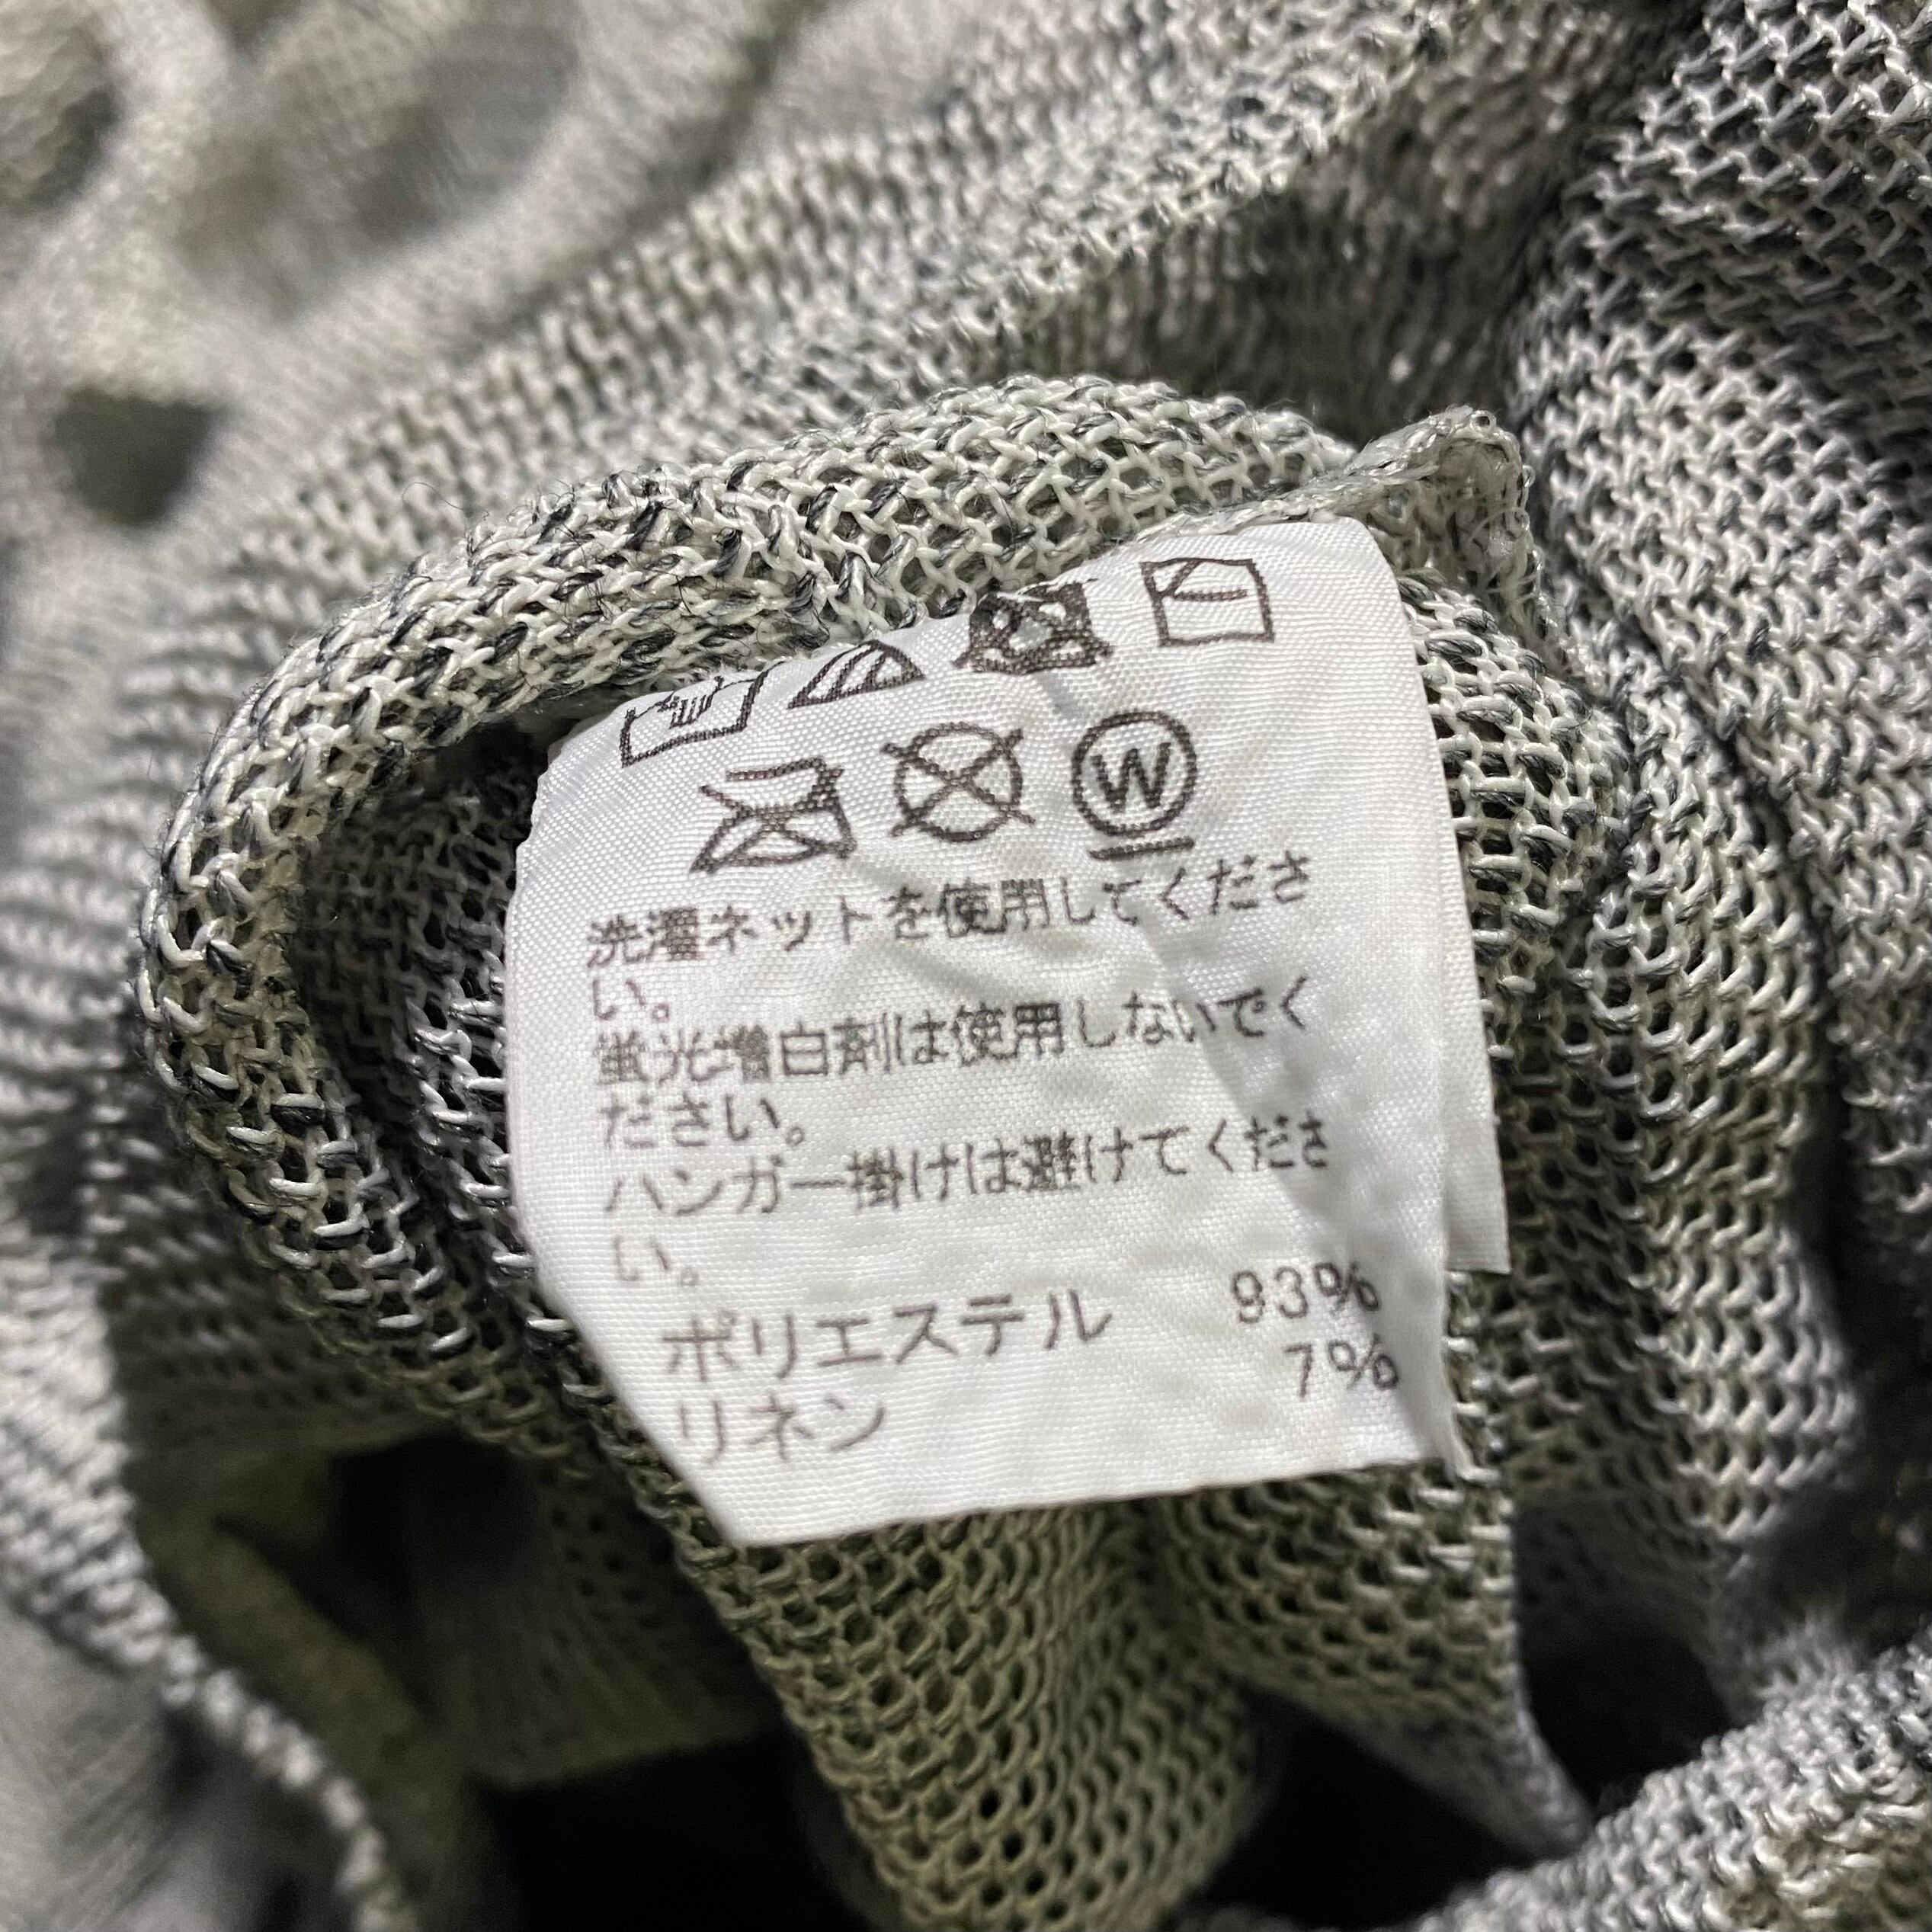 W
洗濯ネットを使用してくださ
い。
蛍光増白剤は使用しないでく
ださい。
ハンガー掛けは避けてくださ
い。
ポリエステル 93%
リネン 7%